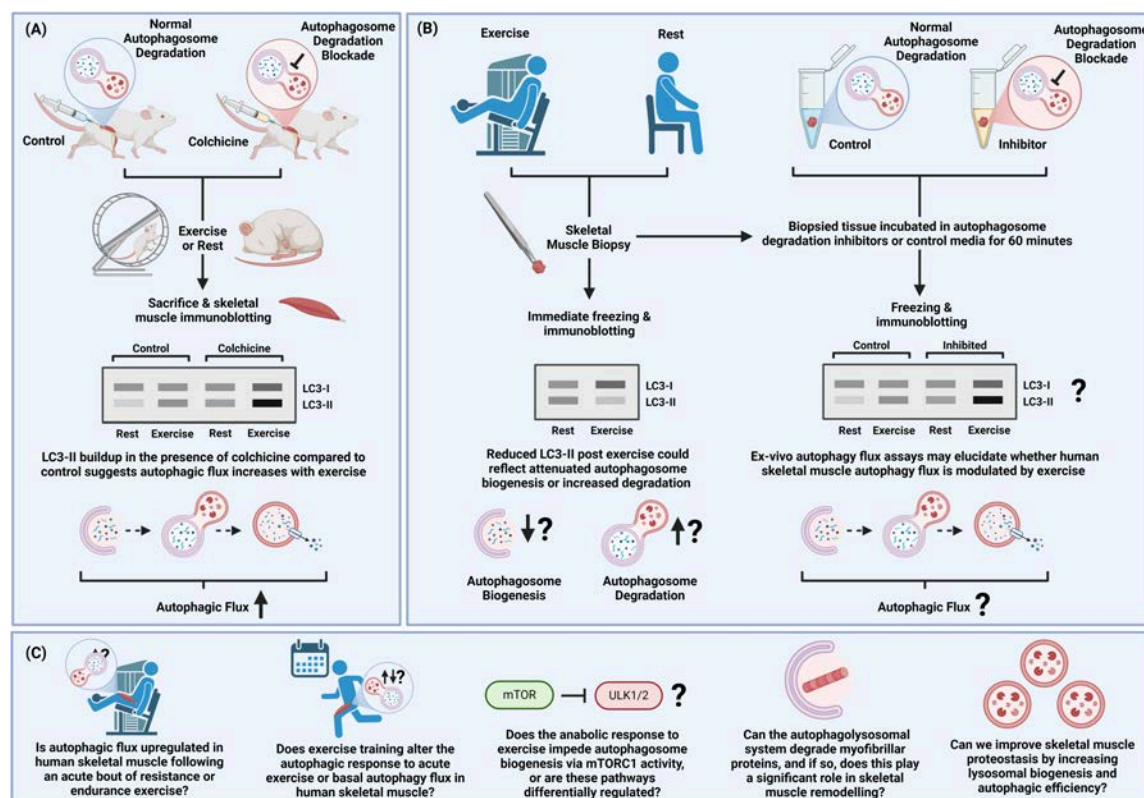 (A)
Normal
Autophagosome
Degradation
Autophagosome
Degradation
Blockade
Control
Colchicine
Exercise
or Rest
Sacrifice & skeletal
muscle immunoblotting
Control
Colchicine
LC3-I
LC3-II
Rest Exercise Rest Exercise
LC3-II buildup in the presence of colchicine compared to
control suggests autophagic flux increases with exercise
Autophagic Flux
(B)
Exercise
Rest
Normal
Autophagosome
Degradation
Autophagosome
Degradation
Blockade
Control
Inhibitor
Skeletal
Muscle Biopsy
Biopsied tissue incubated in autophagosome
degradation inhibitors or control media for 60 minutes
Immediate freezing &
immunoblotting
LC3-I
LC3-II
Rest Exercise
Reduced LC3-II post exercise could
reflect attenuated autophagosome
biogenesis or increased degradation
?
?
Autophagosome
Biogenesis
Autophagosome
Degradation
Freezing
& immunoblotting
Control
Inhibited
LC3-I
LC3-II
?
Rest Exercise Rest Exercise
Ex-vivo autophagy flux assays may elucidate whether human
skeletal muscle autophagy flux is modulated by exercise
Autophagic Flux ?
(C)
?
Is autophagic flux upregulated in
human skeletal muscle following
an acute bout of resistance or
endurance exercise?
?
Does exercise training alter the
autophagic response to acute
exercise or basal autophagy flux in
human skeletal muscle?
mTOR
ULK1/2
?
Does the anabolic response to
exercise impede autophagosome
biogenesis via mTORC1 activity,
or are these pathways
differentially regulated?
Can the autophagolysosomal
system degrade myofibrillar
proteins, and if so, does this play
a significant role in skeletal
muscle remodelling?
Can we improve skeletal muscle
proteostasis by increasing
lysosomal biogenesis and
autophagic efficiency?